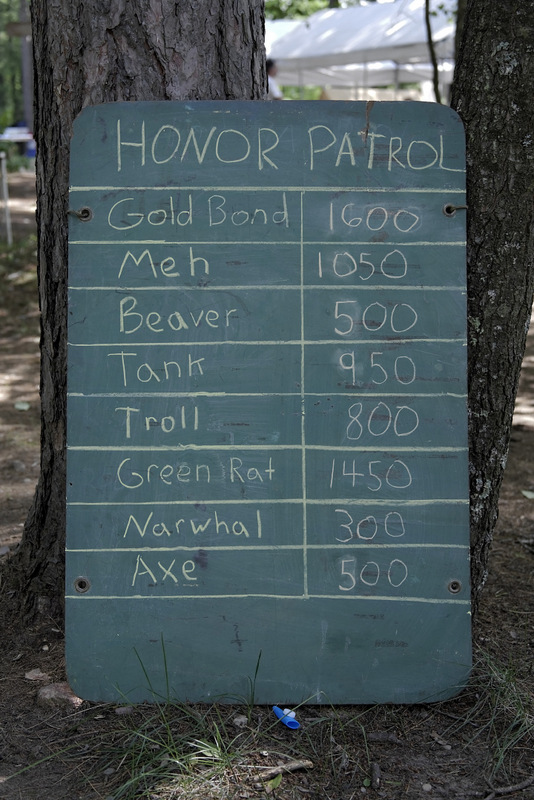 HONOR PATROL
Gold Bond 1600
Meh 1050
Beaver 500
Tank 950
Troll 800
Green Rat 1450
Narwhal 300
Axe 500